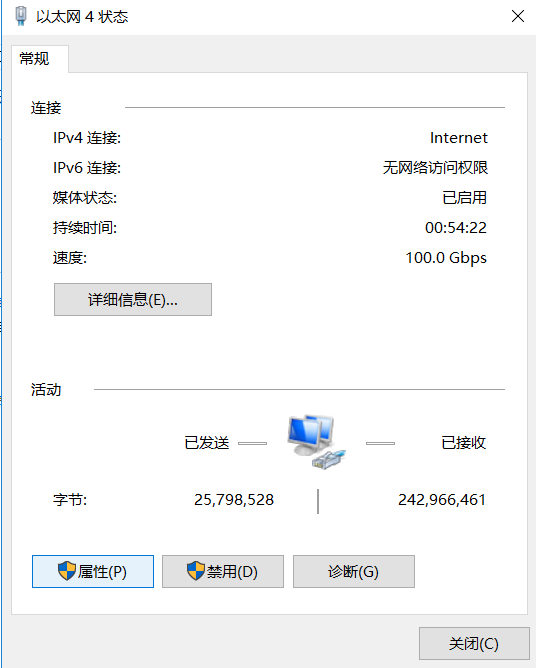 以太网 4 状态
常规
连接
IPv4 连接: Internet
IPv6 连接: 无网络访问权限
媒体状态: 已启用
持续时间: 00:54:22
速度: 100.0 Gbps
详细信息(E)...
活动
已发送 已接收
字节: 25,798,528 242,966,461
属性(P) 禁用(D) 诊断(G)
关闭(C)